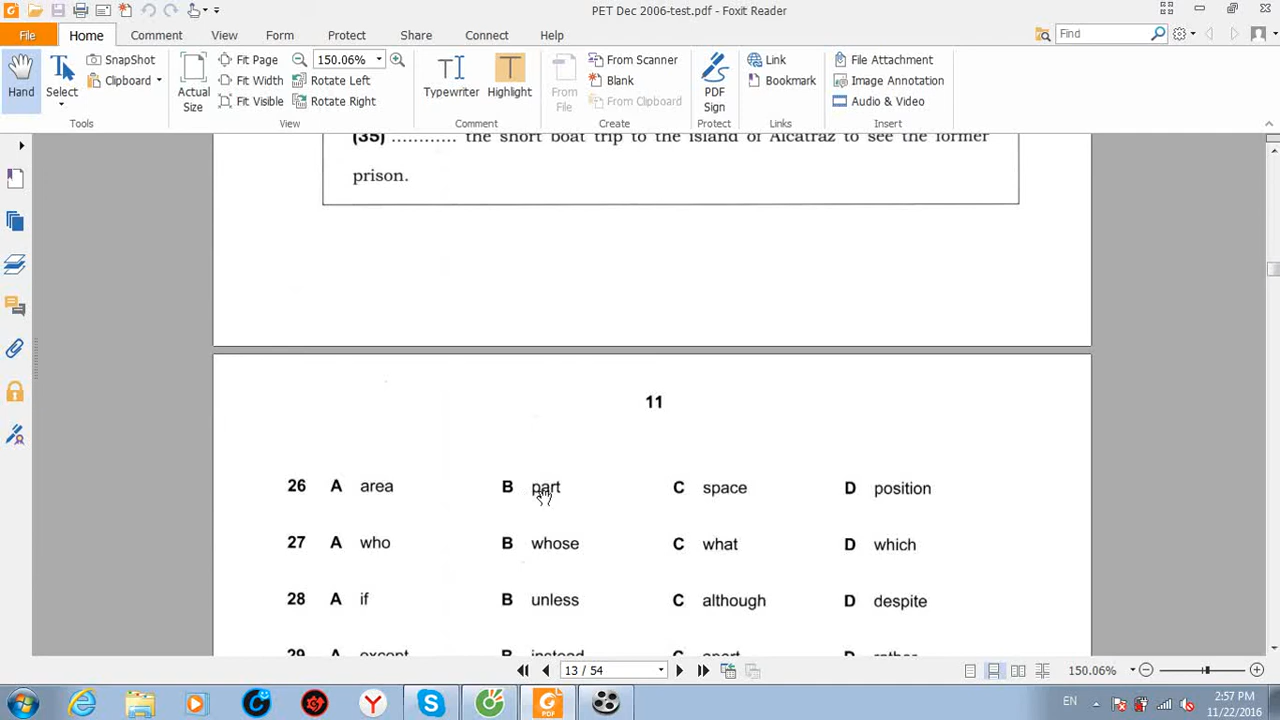 PET Dec 2006-test.pdf - Foxit Reader
File Home Comment View Form Protect Share Connect Help Find
Hand Select SnapShot Clipboard
Tools
Actual Size Fit Page Fit Width Fit Visible 150.06% Rotate Left Rotate Right
View
Typewriter Highlight
Comment
From File From Scanner Blank From Clipboard
Create
PDF Sign
Protect
Link Bookmark
Links
File Attachment Image Annotation Audio & Video
Insert
(35) ............ the short boat trip to the island of Alcatraz to see the former
prison.
11
26 A area B part C space D position
27 A who B whose C what D which
28 A if B unless C although D despite
29 A except B instead C apart D rather
13 / 54 150.06%
EN 2:57 PM
11/22/2016